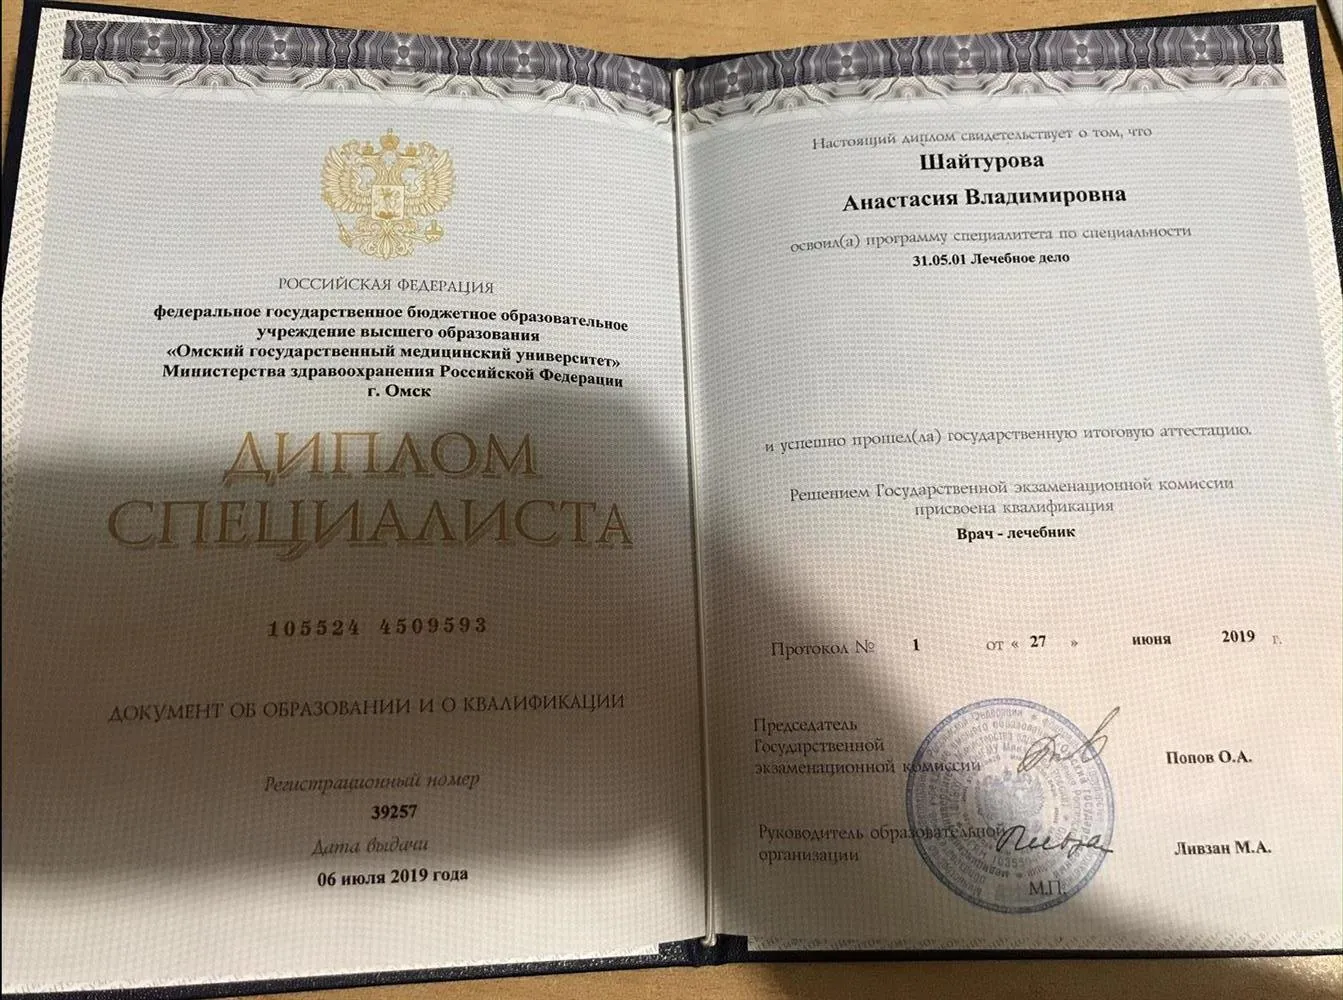 РОССИЙСКАЯ ФЕДЕРАЦИЯ
федеральное государственное бюджетное образовательное
учреждение высшего образования
«Омский государственный медицинский университет»
Министерства здравоохранения Российской Федерации
г. Омск
ДИПЛОМ
СПЕЦИАЛИСТА
105524 4509593
ДОКУМЕНТ ОБ ОБРАЗОВАНИИ И О КВАЛИФИКАЦИИ
Регистрационный номер
39257
Дата выдачи
06 июля 2019 года
Настоящий диплом свидетельствует о том, что
Шайтурова
Анастасия Владимировна
освоил(а) программу специалитета по специальности
31.05.01 Лечебное дело
и успешно прошел(ла) государственную итоговую аттестацию.
Решением Государственной экзаменационной комиссии
присвоена квалификация
Врач - лечебник
Протокол № 1 от « 27 » июня 2019 г.
Председатель
Государственной
экзаменационной комиссии
Попов О.А.
Руководитель образовательной
организации
Ливзан М.А.
М.П.